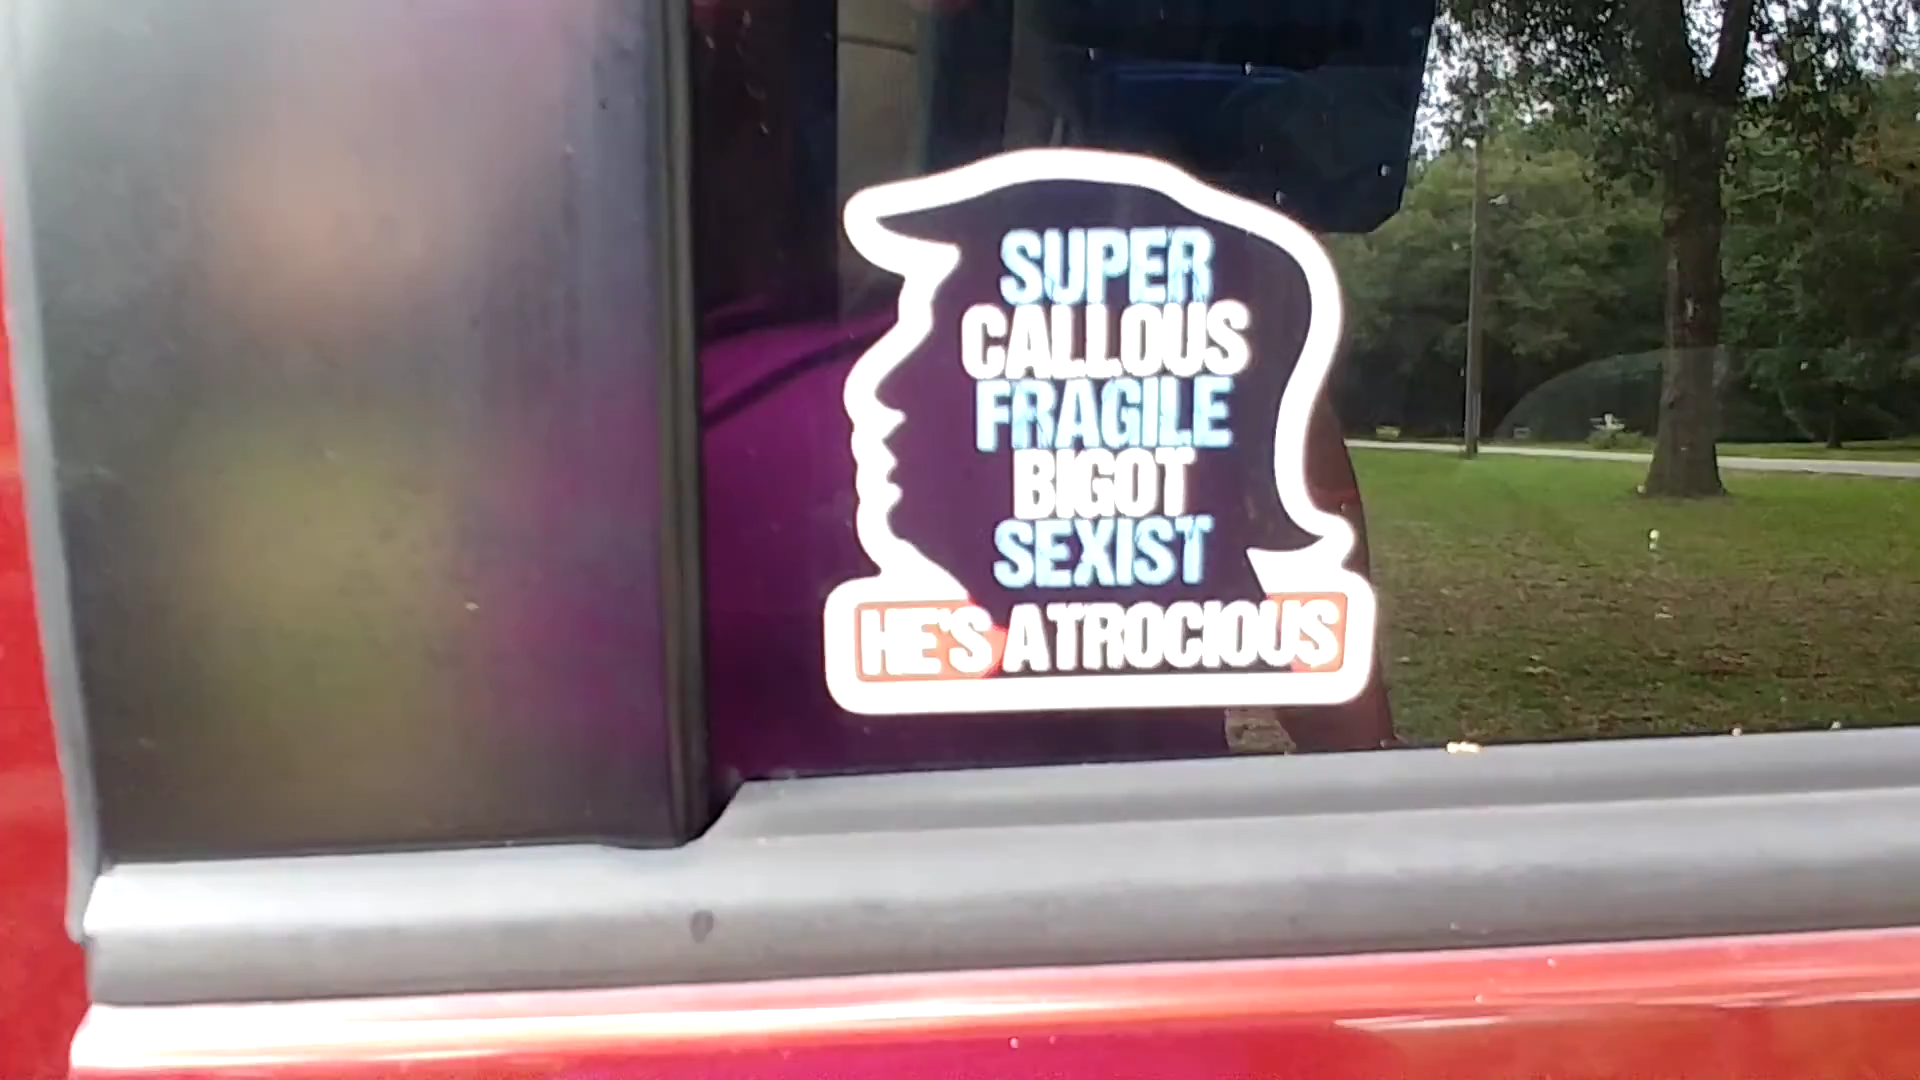 SUPER
CALLOUS
FRAGILE
BIGOT
SEXIST
HE'S ATROCIOUS